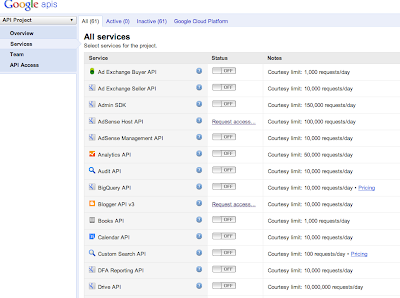 Google apis
API Project
All (61) Active (0) Inactive (61) Google Cloud Platform
Overview
Services
Team
API Access
All services
Select services for the project.
Service Status Notes
Ad Exchange Buyer API ? OFF Courtesy limit: 1,000 requests/day
Ad Exchange Seller API ? OFF Courtesy limit: 10,000 requests/day
Admin SDK ? OFF Courtesy limit: 150,000 requests/day
AdSense Host API ? Request access... Courtesy limit: 100,000 requests/day
AdSense Management API ? OFF Courtesy limit: 10,000 requests/day
Analytics API ? OFF Courtesy limit: 50,000 requests/day
Audit API ? OFF Courtesy limit: 10,000 requests/day
BigQuery API ? OFF Courtesy limit: 10,000 requests/day • Pricing
Blogger API v3 ? Request access... Courtesy limit: 10,000 requests/day
Books API ? OFF Courtesy limit: 1,000 requests/day
Calendar API ? OFF Courtesy limit: 10,000 requests/day
Custom Search API ? OFF Courtesy limit: 100 requests/day • Pricing
DFA Reporting API ? OFF Courtesy limit: 10,000 requests/day
Drive API ? OFF Courtesy limit: 10,000,000 requests/day